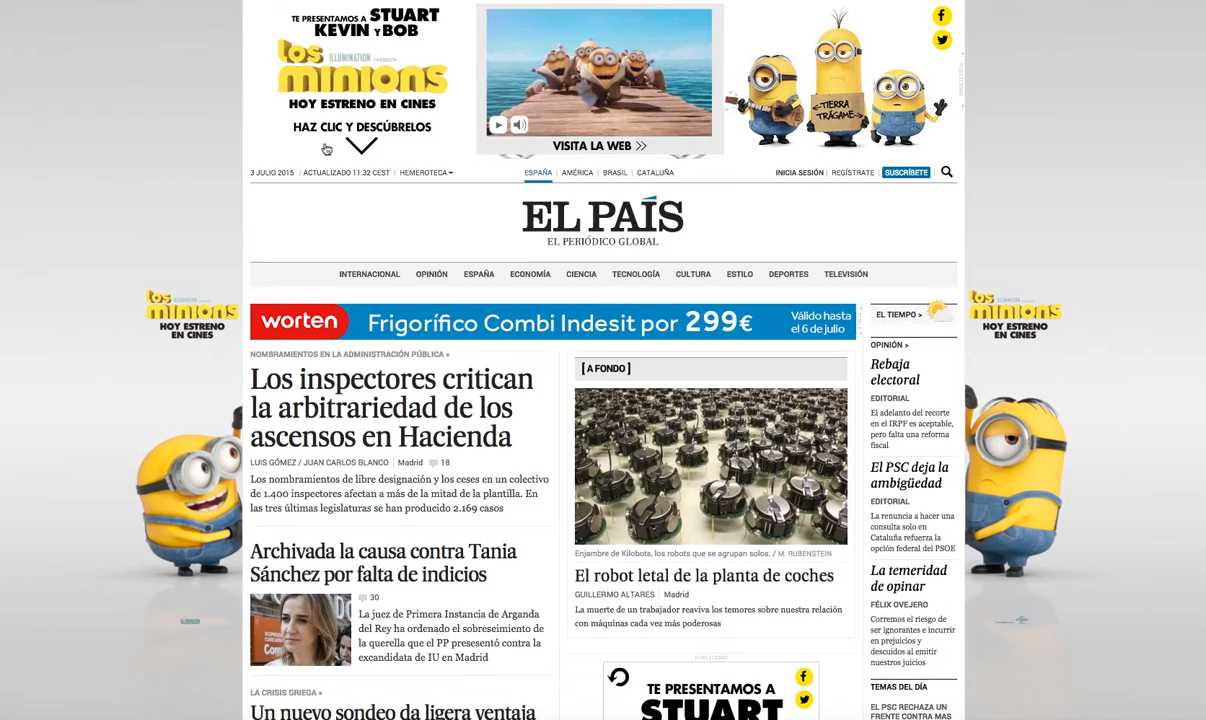 TE PRESENTAMOS A STUART
KEVIN Y BOB
ILLUMINATION PRESENTA
los
minions
HOY ESTRENO EN CINES
HAZ CLIC Y DESCÚBRELOS
VISITA LA WEB >>
←TIERRA→
TRÁGAME
PUBLICIDAD
3 JULIO 2015 | ACTUALIZADO 11:32 CEST | HEMEROTECA
ESPAÑA | AMÉRICA | BRASIL | CATALUÑA
INICIA SESIÓN | REGÍSTRATE | SUSCRÍBETE
EL PAÍS
EL PERIÓDICO GLOBAL
INTERNACIONAL OPINIÓN ESPAÑA ECONOMÍA CIENCIA TECNOLOGÍA CULTURA ESTILO DEPORTES TELEVISIÓN
los
minions
HOY ESTRENO
EN CINES
worten
Frigorífico Combi Indesit por 299€
Válido hasta
el 6 de julio
NOMBRAMIENTOS EN LA ADMINISTRACIÓN PÚBLICA »
Los inspectores critican
la arbitrariedad de los
ascensos en Hacienda
LUIS GÓMEZ / JUAN CARLOS BLANCO | Madrid 18
Los nombramientos de libre designación y los ceses en un colectivo
de 1.400 inspectores afectan a más de la mitad de la plantilla. En
las tres últimas legislaturas se han producido 2.169 casos
Archivada la causa contra Tania
Sánchez por falta de indicios
30
La juez de Primera Instancia de Arganda
del Rey ha ordenado el sobreseimiento de
la querella que el PP presesentó contra la
excandidata de IU en Madrid
LA CRISIS GRIEGA »
Un nuevo sondeo da ligera ventaja
[ A FONDO ]
Enjambre de Kilobots, los robots que se agrupan solos. / M. RUBENSTEIN
El robot letal de la planta de coches
GUILLERMO ALTARES | Madrid
La muerte de un trabajador reaviva los temores sobre nuestra relación
con máquinas cada vez más poderosas
PUBLICIDAD
TE PRESENTAMOS A
STUART
EL TIEMPO >
OPINIÓN >
Rebaja
electoral
EDITORIAL
El adelanto del recorte
en el IRPF es aceptable,
pero falta una reforma
fiscal
El PSC deja la
ambigüedad
EDITORIAL
La renuncia a hacer una
consulta solo en
Cataluña refuerza la
opción federal del PSOE
La temeridad
de opinar
FÉLIX OVEJERO
Corremos el riesgo de
ser ignorantes e incurrir
en prejuicios y
descuidos al emitir
nuestros juicios
TEMAS DEL DÍA
EL PSC RECHAZA UN
FRENTE CONTRA MAS
los
minions
HOY ESTRENO
EN CINES
ILLUMINATION